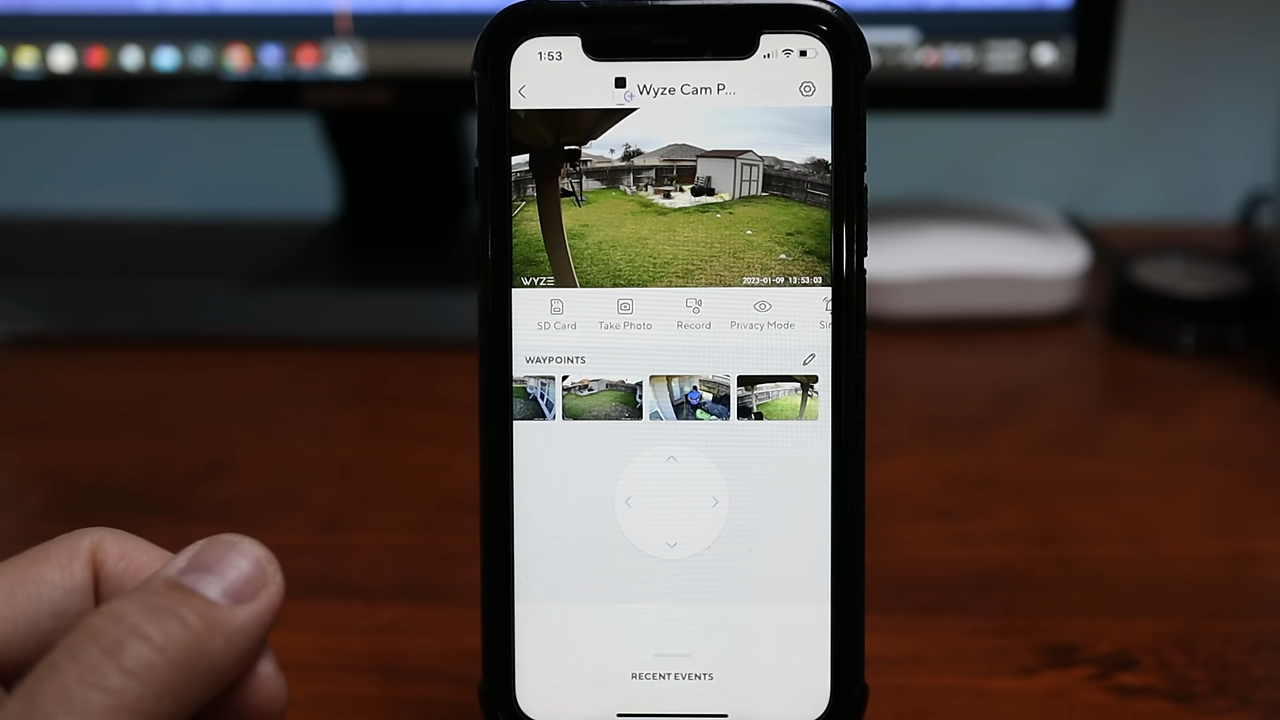 1:53
Wyze Cam P...
WYZE
2023-01-09 13:53:03
SD Card
Take Photo
Record
Privacy Mode
Sir
WAYPOINTS
RECENT EVENTS